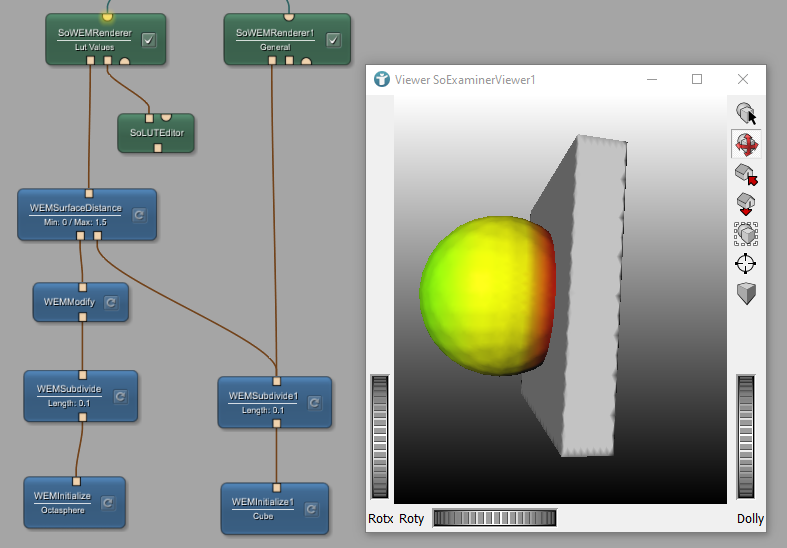 SoWEMRenderer
Lut Values
SoWEMRenderer1
General
Viewer SoExaminerViewer1
SoLUTEditor
WEMSurfaceDistance
Min: 0 / Max: 1.5
WEMModify
WEMSubdivide
Length: 0.1
WEMSubdivide1
Length: 0.1
WEMInitialize
Octasphere
WEMInitialize1
Cube
Rotx Roty
Dolly